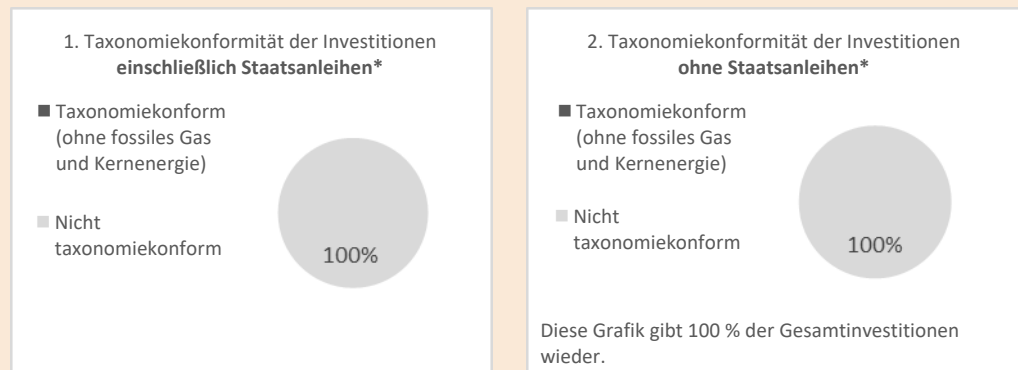 1. Taxonomiekonformität der Investitionen
einschließlich Staatsanleihen*
Taxonomiekonform
(ohne fossiles Gas
und Kernenergie)
Nicht
taxonomiekonform
100%
2. Taxonomiekonformität der Investitionen
ohne Staatsanleihen*
Taxonomiekonform
(ohne fossiles Gas
und Kernenergie)
Nicht
taxonomiekonform
100%
Diese Grafik gibt 100 % der Gesamtinvestitionen
wieder.